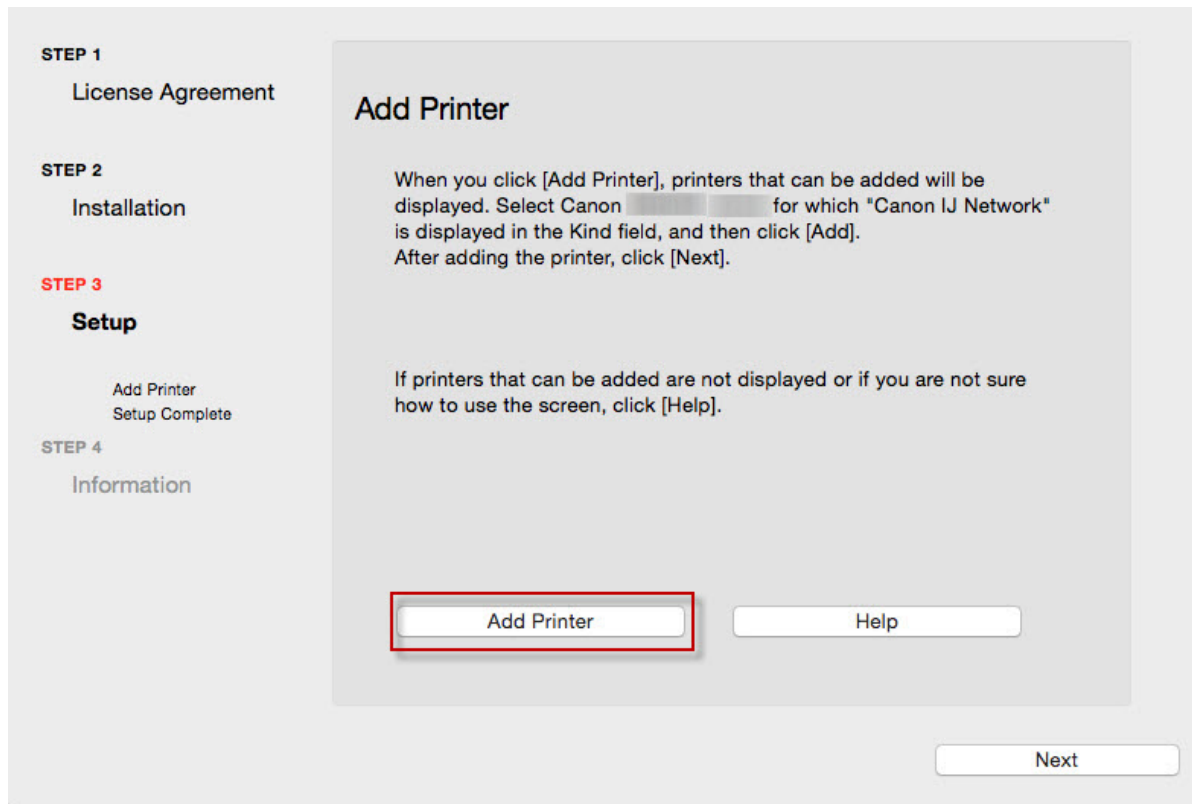 STEP 1
License Agreement
STEP 2
Installation
STEP 3
Setup
Add Printer
Setup Complete
STEP 4
Information
Add Printer
When you click [Add Printer], printers that can be added will be
displayed. Select Canon for which "Canon IJ Network"
is displayed in the Kind field, and then click [Add].
After adding the printer, click [Next].
If printers that can be added are not displayed or if you are not sure
how to use the screen, click [Help].
Add Printer
Help
Next